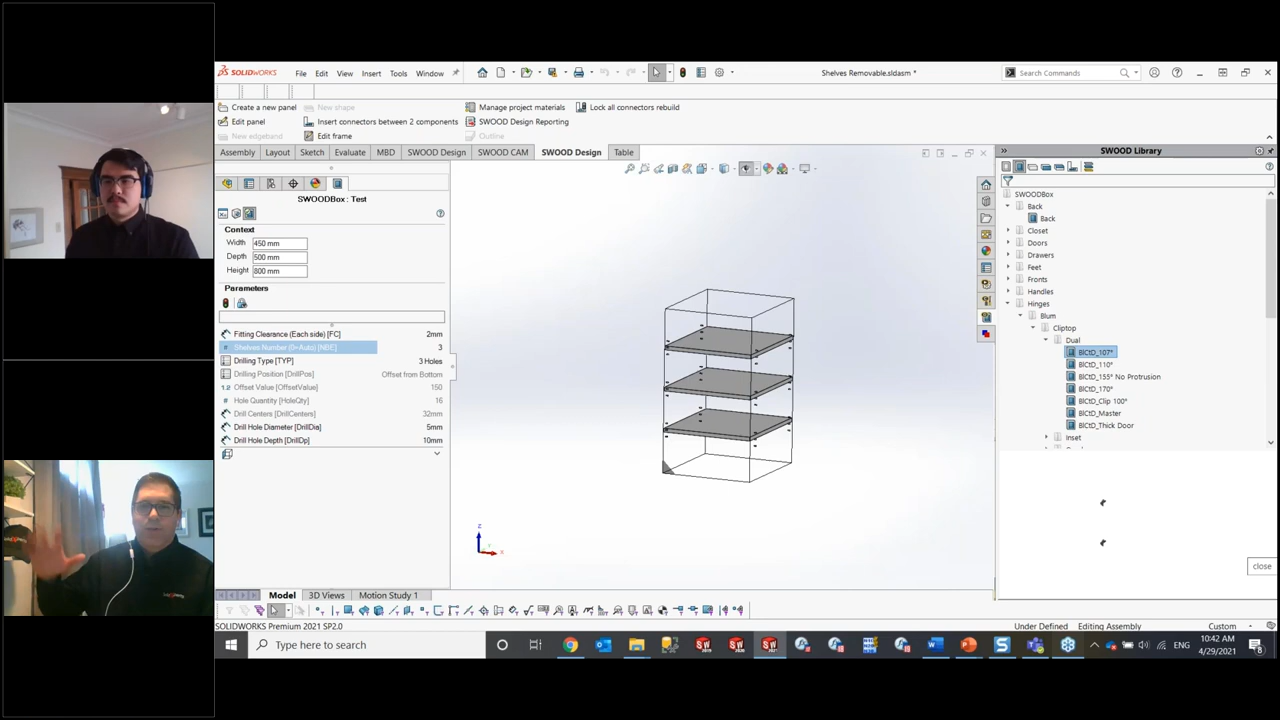 SOLIDWORKS File Edit View Insert Tools Window Shelves Removable.sldasm * Search Commands
Create a new panel New shape Manage project materials Lock all connectors rebuild
Edit panel Insert connectors between 2 components SWOOD Design Reporting
New edgeband Edit frame Outline
Assembly Layout Sketch Evaluate MBD SWOOD Design SWOOD CAM SWOOD Design Table
SWOODBox : Test
Context
Width 450 mm
Depth 500 mm
Height 800 mm
Parameters
Fitting Clearance (Each side) [FC] 2mm
Shelves Number (0=Auto) [NBE] 3
Drilling Type [TYP] 3 Holes
Drilling Position [DrillPos] Offset from Bottom
1.2 Offset Value [OffsetValue] 150
Hole Quantity [HoleQty] 16
Drill Centers [DrillCenters] 32mm
Drill Hole Diameter [DrillDia] 5mm
Drill Hole Depth [DrillDp] 10mm
Z
X
SWOOD Library
SWOODBox
Back
Back
Closet
Doors
Drawers
Feet
Fronts
Handles
Hinges
Blum
Cliptop
Dual
BlCtD_107°
BlCtD_110°
BlCtD_155° No Protrusion
BlCtD_170°
BlCtD_Clip 100°
BlCtD_Master
BlCtD_Thick Door
Inset
close
Model 3D Views Motion Study 1
SOLIDWORKS Premium 2021 SP2.0 Under Defined Editing Assembly Custom
Type here to search ENG 10:42 AM
4/29/2021